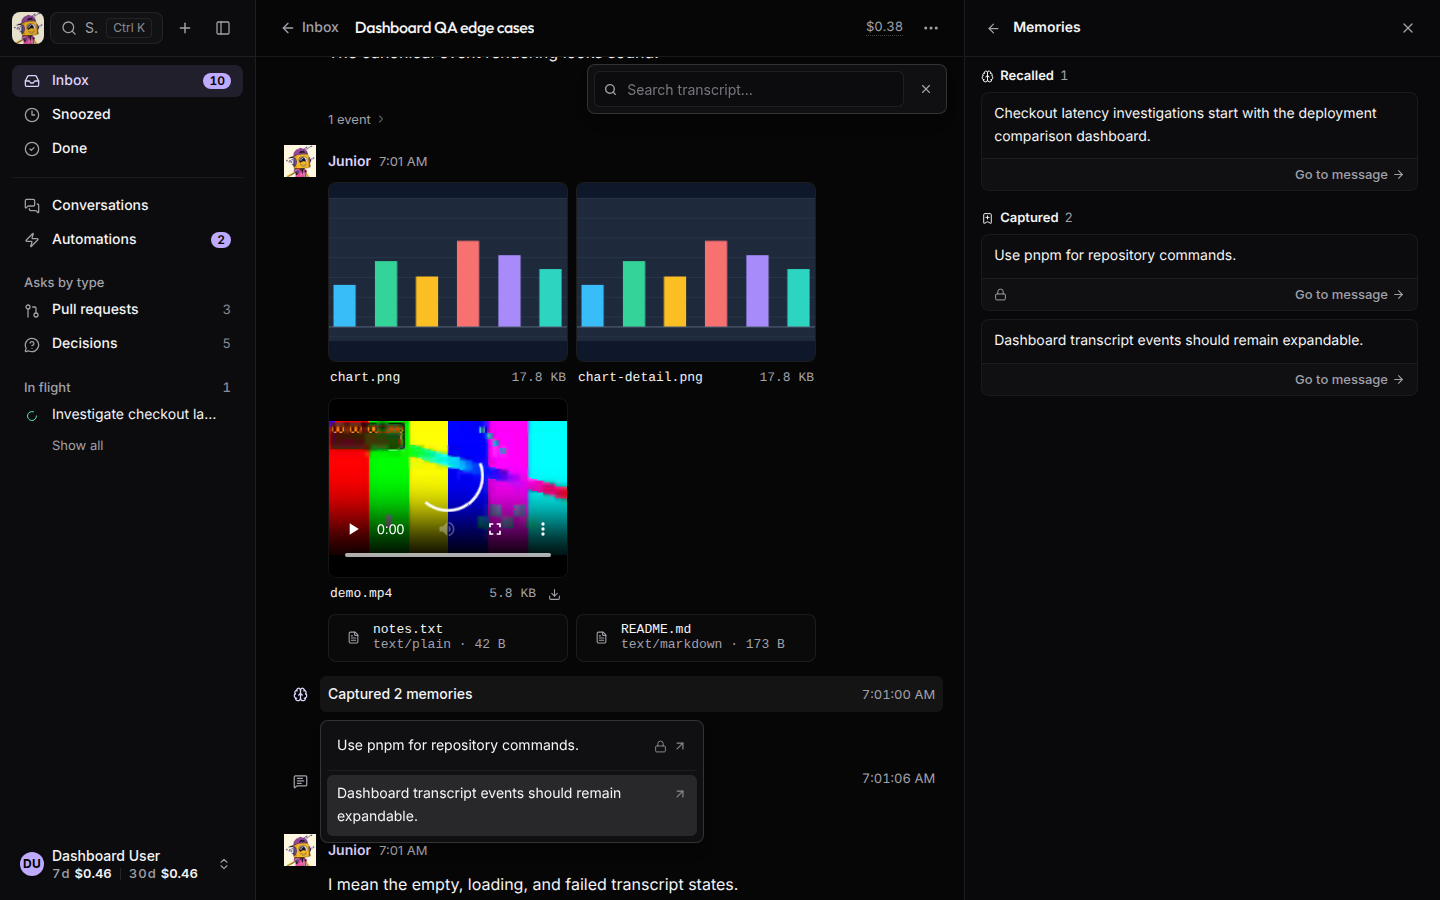 S.
Ctrl K
Inbox
10
Snoozed
Done
Conversations
Automations
2
Asks by type
Pull requests
3
Decisions
5
In flight
1
Investigate checkout la...
Show all
DU
Dashboard User
7d $0.46 | 30d $0.46
Inbox
Dashboard QA edge cases
$0.38
Search transcript...
1 event
Junior 7:01 AM
chart.png 17.8 KB
chart-detail.png 17.8 KB
0:00
demo.mp4 5.8 KB
notes.txt
text/plain · 42 B
README.md
text/markdown · 173 B
Captured 2 memories
7:01:00 AM
Use pnpm for repository commands.
Dashboard transcript events should remain
expandable.
7:01:06 AM
Junior 7:01 AM
I mean the empty, loading, and failed transcript states.
Memories
Recalled 1
Checkout latency investigations start with the deployment
comparison dashboard.
Go to message
Captured 2
Use pnpm for repository commands.
Go to message
Dashboard transcript events should remain expandable.
Go to message